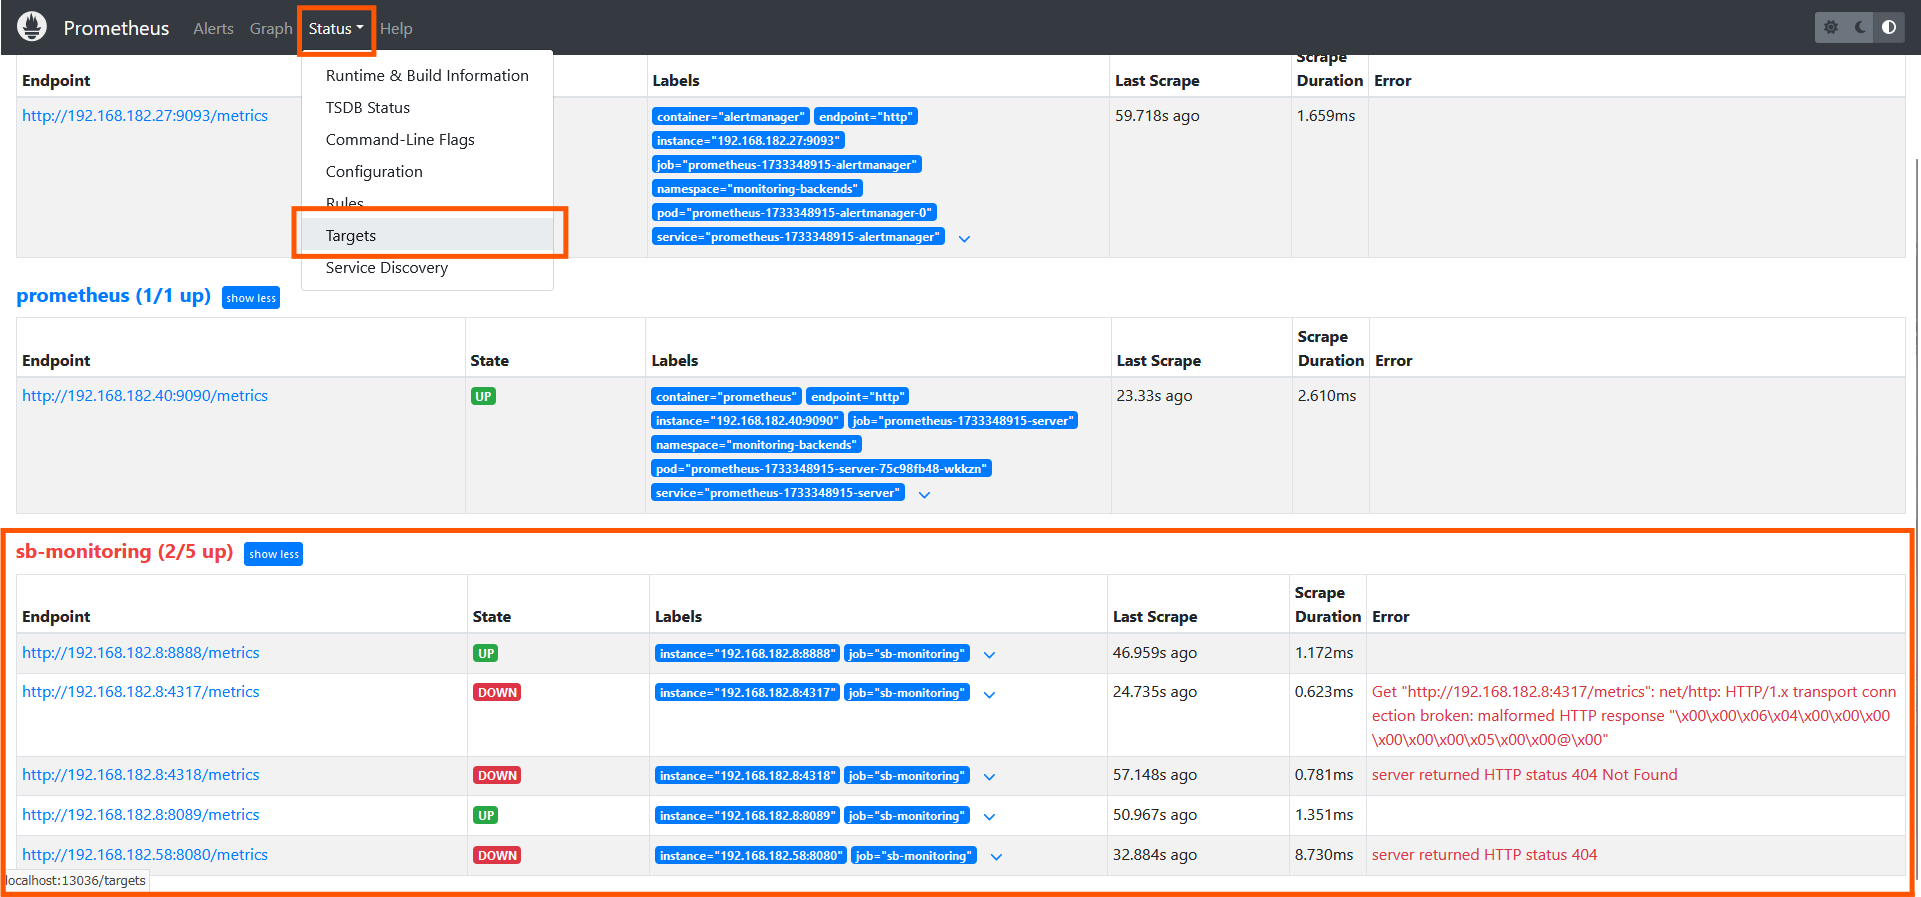 Prometheus Alerts Graph Status Help
Runtime & Build Information
TSDB Status
Command-Line Flags
Configuration
Rules
Targets
Service Discovery
Endpoint Labels Last Scrape Scrape Duration Error
http://192.168.182.27:9093/metrics container="alertmanager" endpoint="http" 59.718s ago 1.659ms
instance="192.168.182.27:9093"
job="prometheus-1733348915-alertmanager"
namespace="monitoring-backends"
pod="prometheus-1733348915-alertmanager-0"
service="prometheus-1733348915-alertmanager"
prometheus (1/1 up) show less
Endpoint State Labels Last Scrape Scrape Duration Error
http://192.168.182.40:9090/metrics UP container="prometheus" endpoint="http" 23.33s ago 2.610ms
instance="192.168.182.40:9090" job="prometheus-1733348915-server"
namespace="monitoring-backends"
pod="prometheus-1733348915-server-75c98fb48-wkkzn"
service="prometheus-1733348915-server"
sb-monitoring (2/5 up) show less
Endpoint State Labels Last Scrape Scrape Duration Error
http://192.168.182.8:8888/metrics UP instance="192.168.182.8:8888" job="sb-monitoring" 46.959s ago 1.172ms
http://192.168.182.8:4317/metrics DOWN instance="192.168.182.8:4317" job="sb-monitoring" 24.735s ago 0.623ms Get "http://192.168.182.8:4317/metrics": net/http: HTTP/1.x transport conn
ection broken: malformed HTTP response "\x00\x00\x06\x04\x00\x00\x00
\x00\x00\x00\x05\x00\x00@\x00"
http://192.168.182.8:4318/metrics DOWN instance="192.168.182.8:4318" job="sb-monitoring" 57.148s ago 0.781ms server returned HTTP status 404 Not Found
http://192.168.182.8:8089/metrics UP instance="192.168.182.8:8089" job="sb-monitoring" 50.967s ago 1.351ms
http://192.168.182.58:8080/metrics DOWN instance="192.168.182.58:8080" job="sb-monitoring" 32.884s ago 8.730ms server returned HTTP status 404
localhost:13036/targets